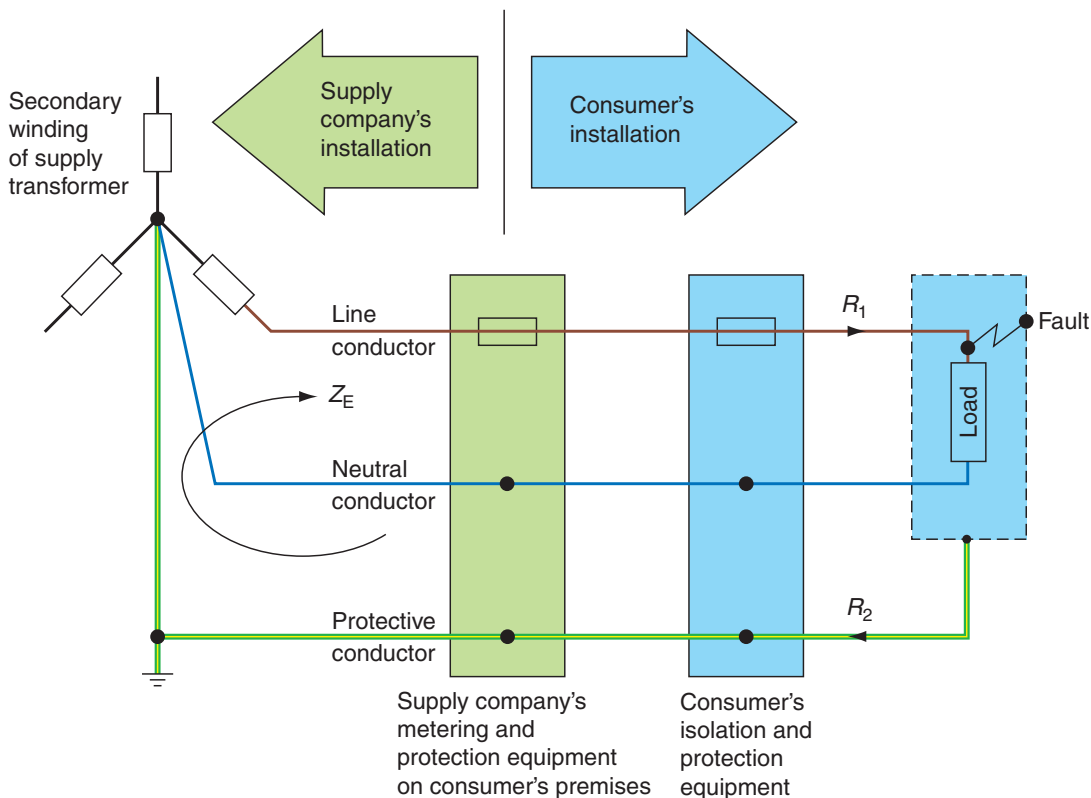 Secondary
winding
of supply
transformer
Supply
company's
installation
Consumer's
installation
Line
conductor
R1
Fault
Load
ZE
Neutral
conductor
Protective
conductor
R2
Supply company's
metering and
protection equipment
on consumer's premises
Consumer's
isolation and
protection
equipment